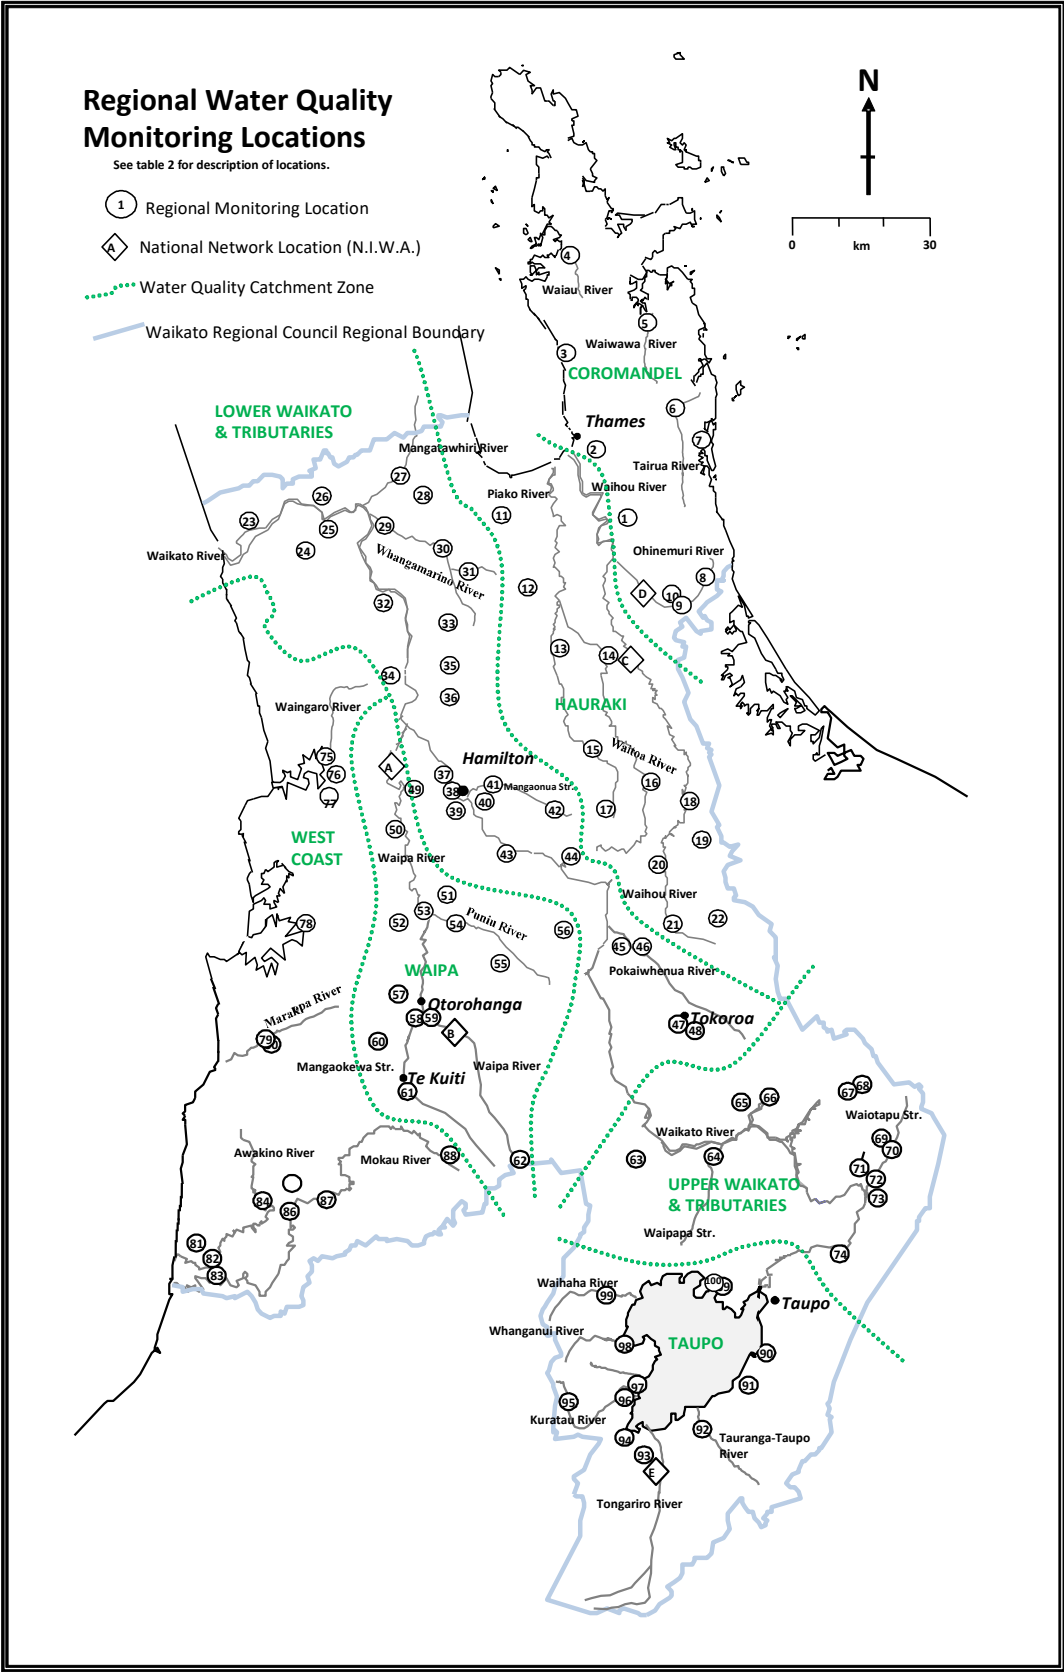 Regional Water Quality
Monitoring Locations
See table 2 for description of locations.
N
1 Regional Monitoring Location
A National Network Location (N.I.W.A.)
Water Quality Catchment Zone
Waikato Regional Council Regional Boundary
0 km 30
4
Waiau River
5
Waiwawa River
3
COROMANDEL
6
LOWER WAIKATO
& TRIBUTARIES
Thames
7
2
Mangatawhiri River
Tairua River
27
28
26
Piako River
Waihou River
11
1
23
25
29
24
30
Waikato River
Whangamarino River
Ohinemuri River
31
8
12
D
10
9
32
33
13
14
C
35
34
36
Waingaro River
HAURAKI
15
Waitoa River
75
76
77
A
Hamilton
37
38
41
Mangaonua Str.
16
49
39
40
42
17
18
50
WEST
COAST
Waipa River
43
44
19
20
51
Waihou River
53
52
54
Puniu River
56
21
22
78
45
46
WAIPA
55
Pokaiwhenua River
57
Otorohanga
58
59
B
Tokoroa
47
48
Marakopa River
79
60
Mangaokewa Str.
Waipa River
Te Kuiti
61
68
67
66
65
Waiotapu Str.
Waikato River
69
70
Awakino River
Mokau River
88
62
63
64
71
72
73
UPPER WAIKATO
& TRIBUTARIES
84
86
87
Waipapa Str.
81
82
83
74
Waihaha River
99
100
9
Taupo
Whanganui River
98
TAUPO
90
97
96
95
91
Kuratau River
92
Tauranga-Taupo
River
94
93
E
Tongariro River